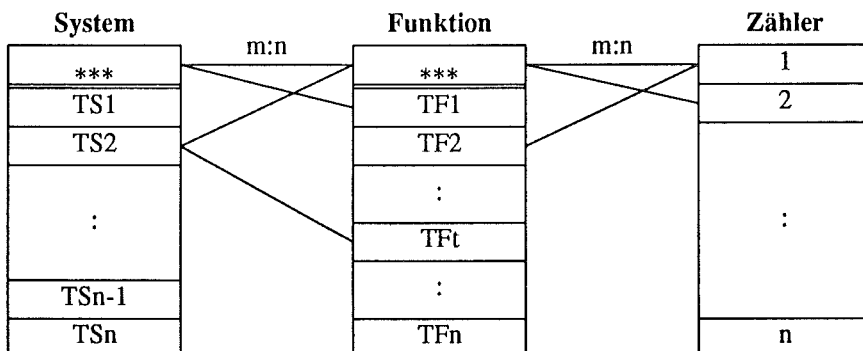 System Funktion Zähler
m:n m:n
*** *** 1
TS1 TF1 2
TS2 TF2
:
: TFt :
TSn-1 :
TSn TFn n